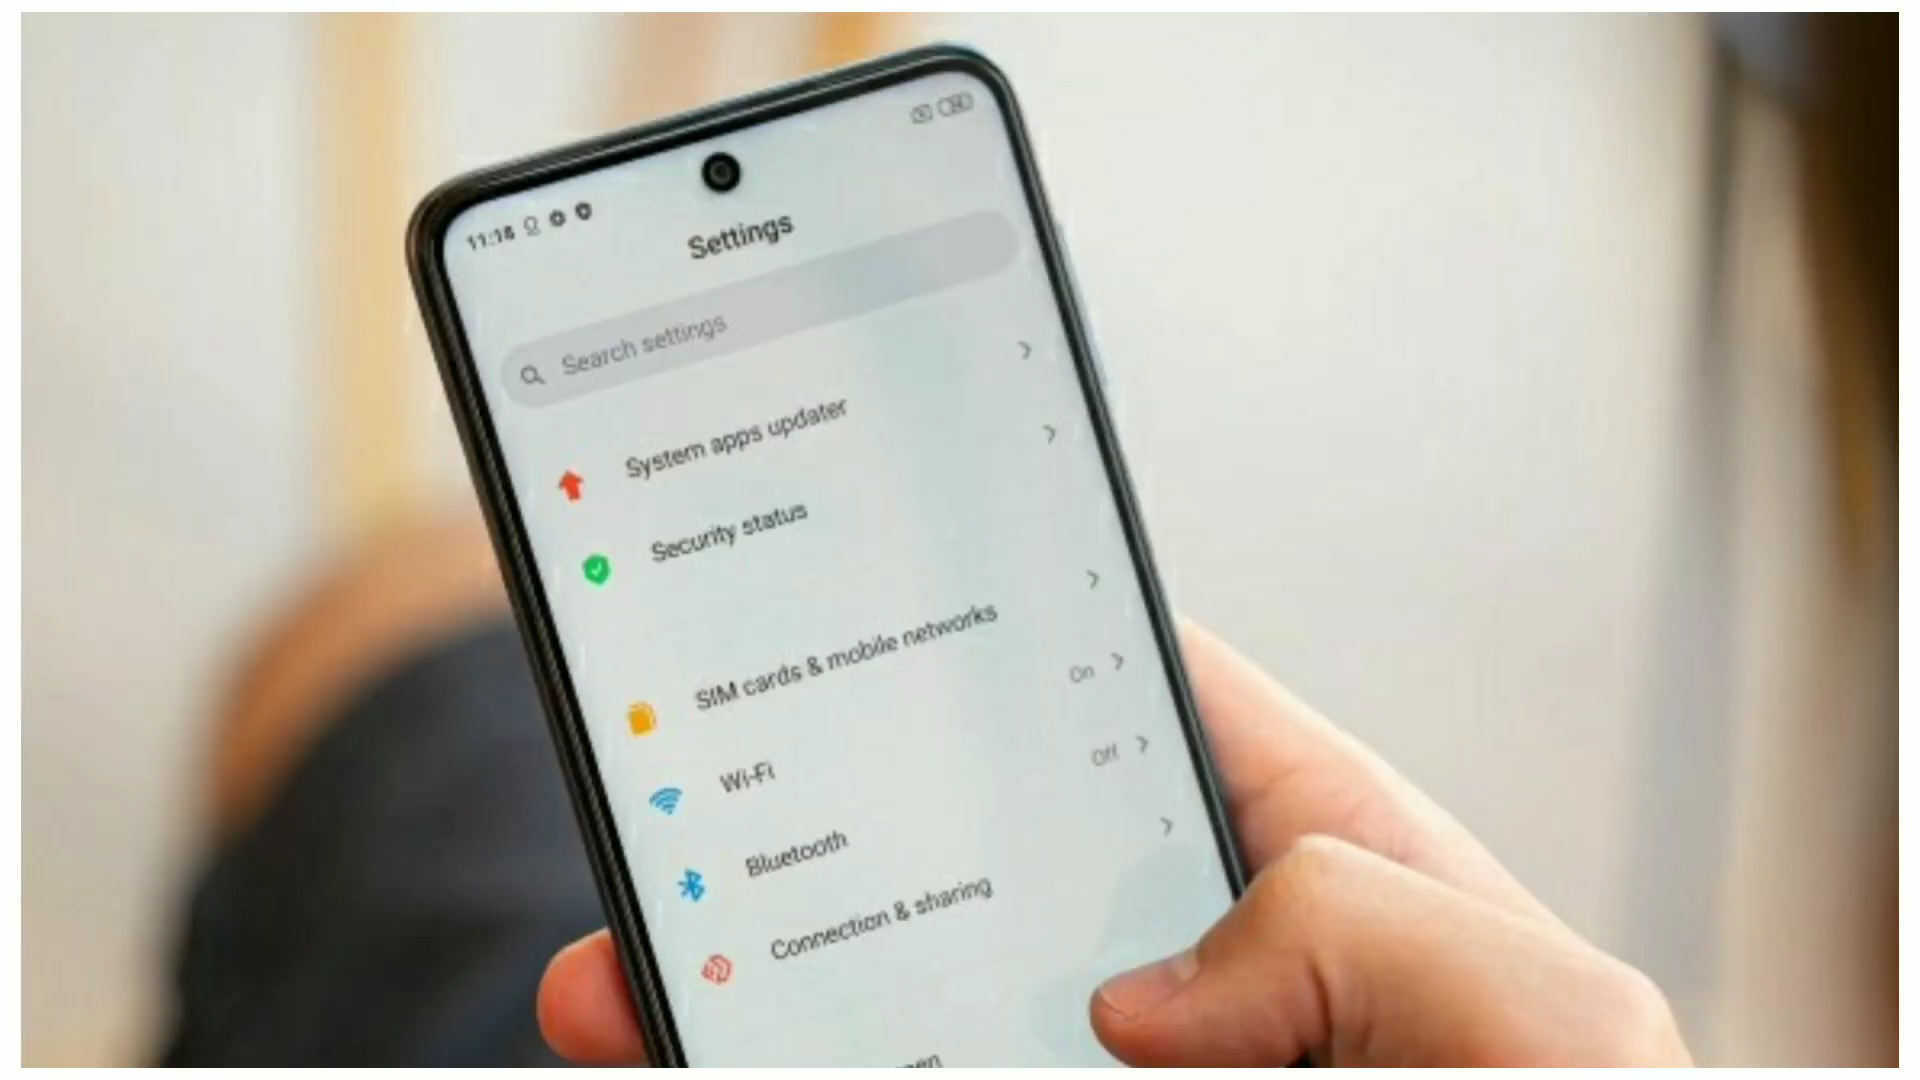 11:18
Settings
Search settings
System apps updater
Security status
SIM cards & mobile networks
Wi-Fi
On
Bluetooth
Off
Connection & sharing